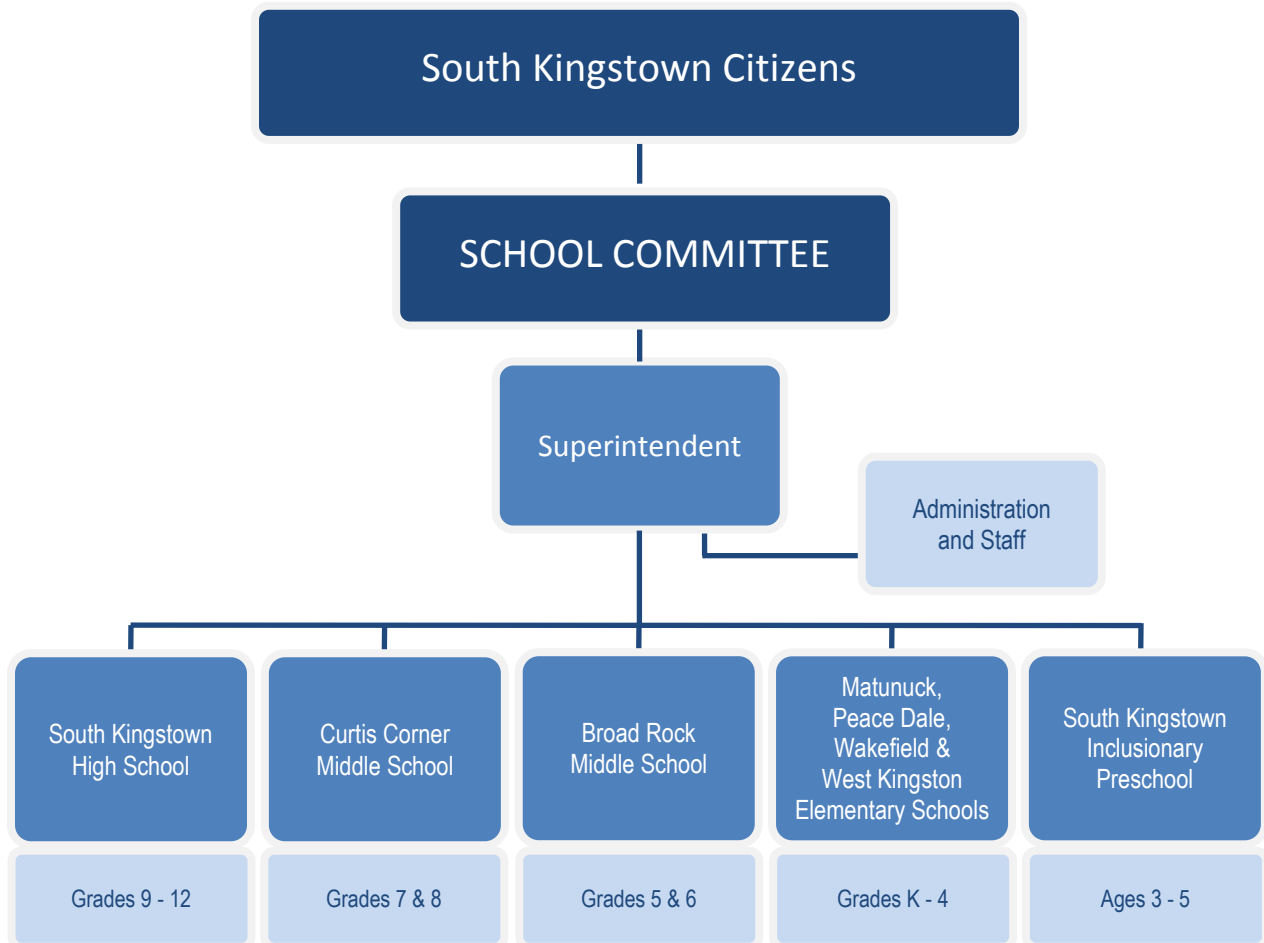 South Kingstown Citizens
SCHOOL COMMITTEE
Superintendent
Administration
and Staff
South Kingstown
High School
Curtis Corner
Middle School
Broad Rock
Middle School
Matunuck,
Peace Dale,
Wakefield &
West Kingston
Elementary Schools
South Kingstown
Inclusionary
Preschool
Grades 9 - 12
Grades 7 & 8
Grades 5 & 6
Grades K - 4
Ages 3 - 5